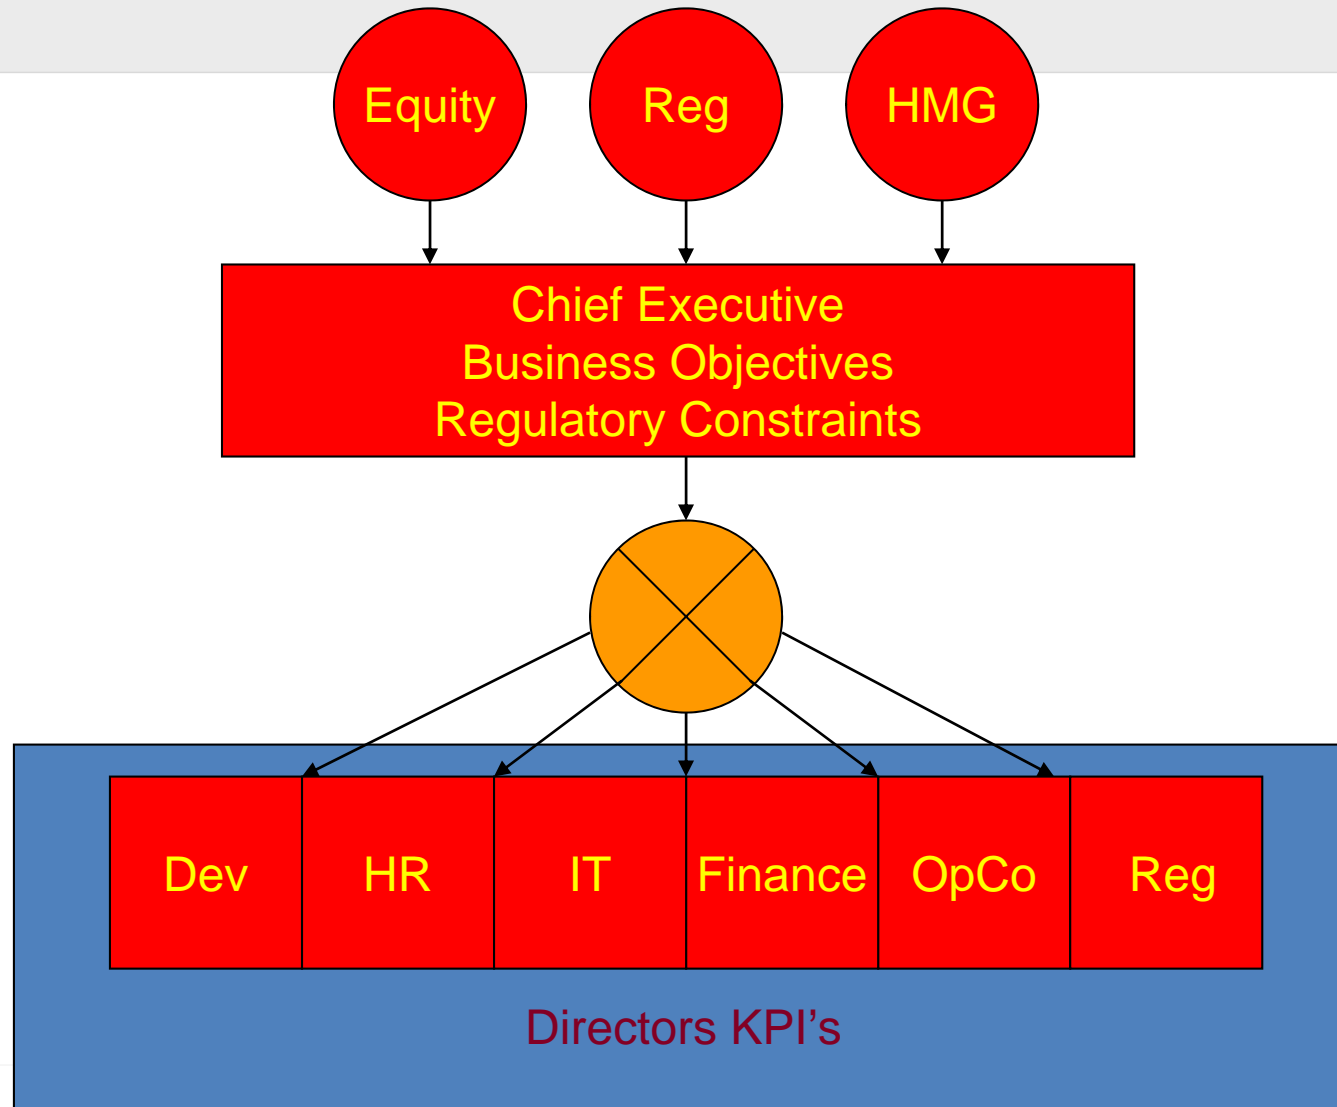 Equity
Reg
HMG
Chief Executive
Business Objectives
Regulatory Constraints
Dev
HR
IT
Finance
OpCo
Reg
Directors KPI’s